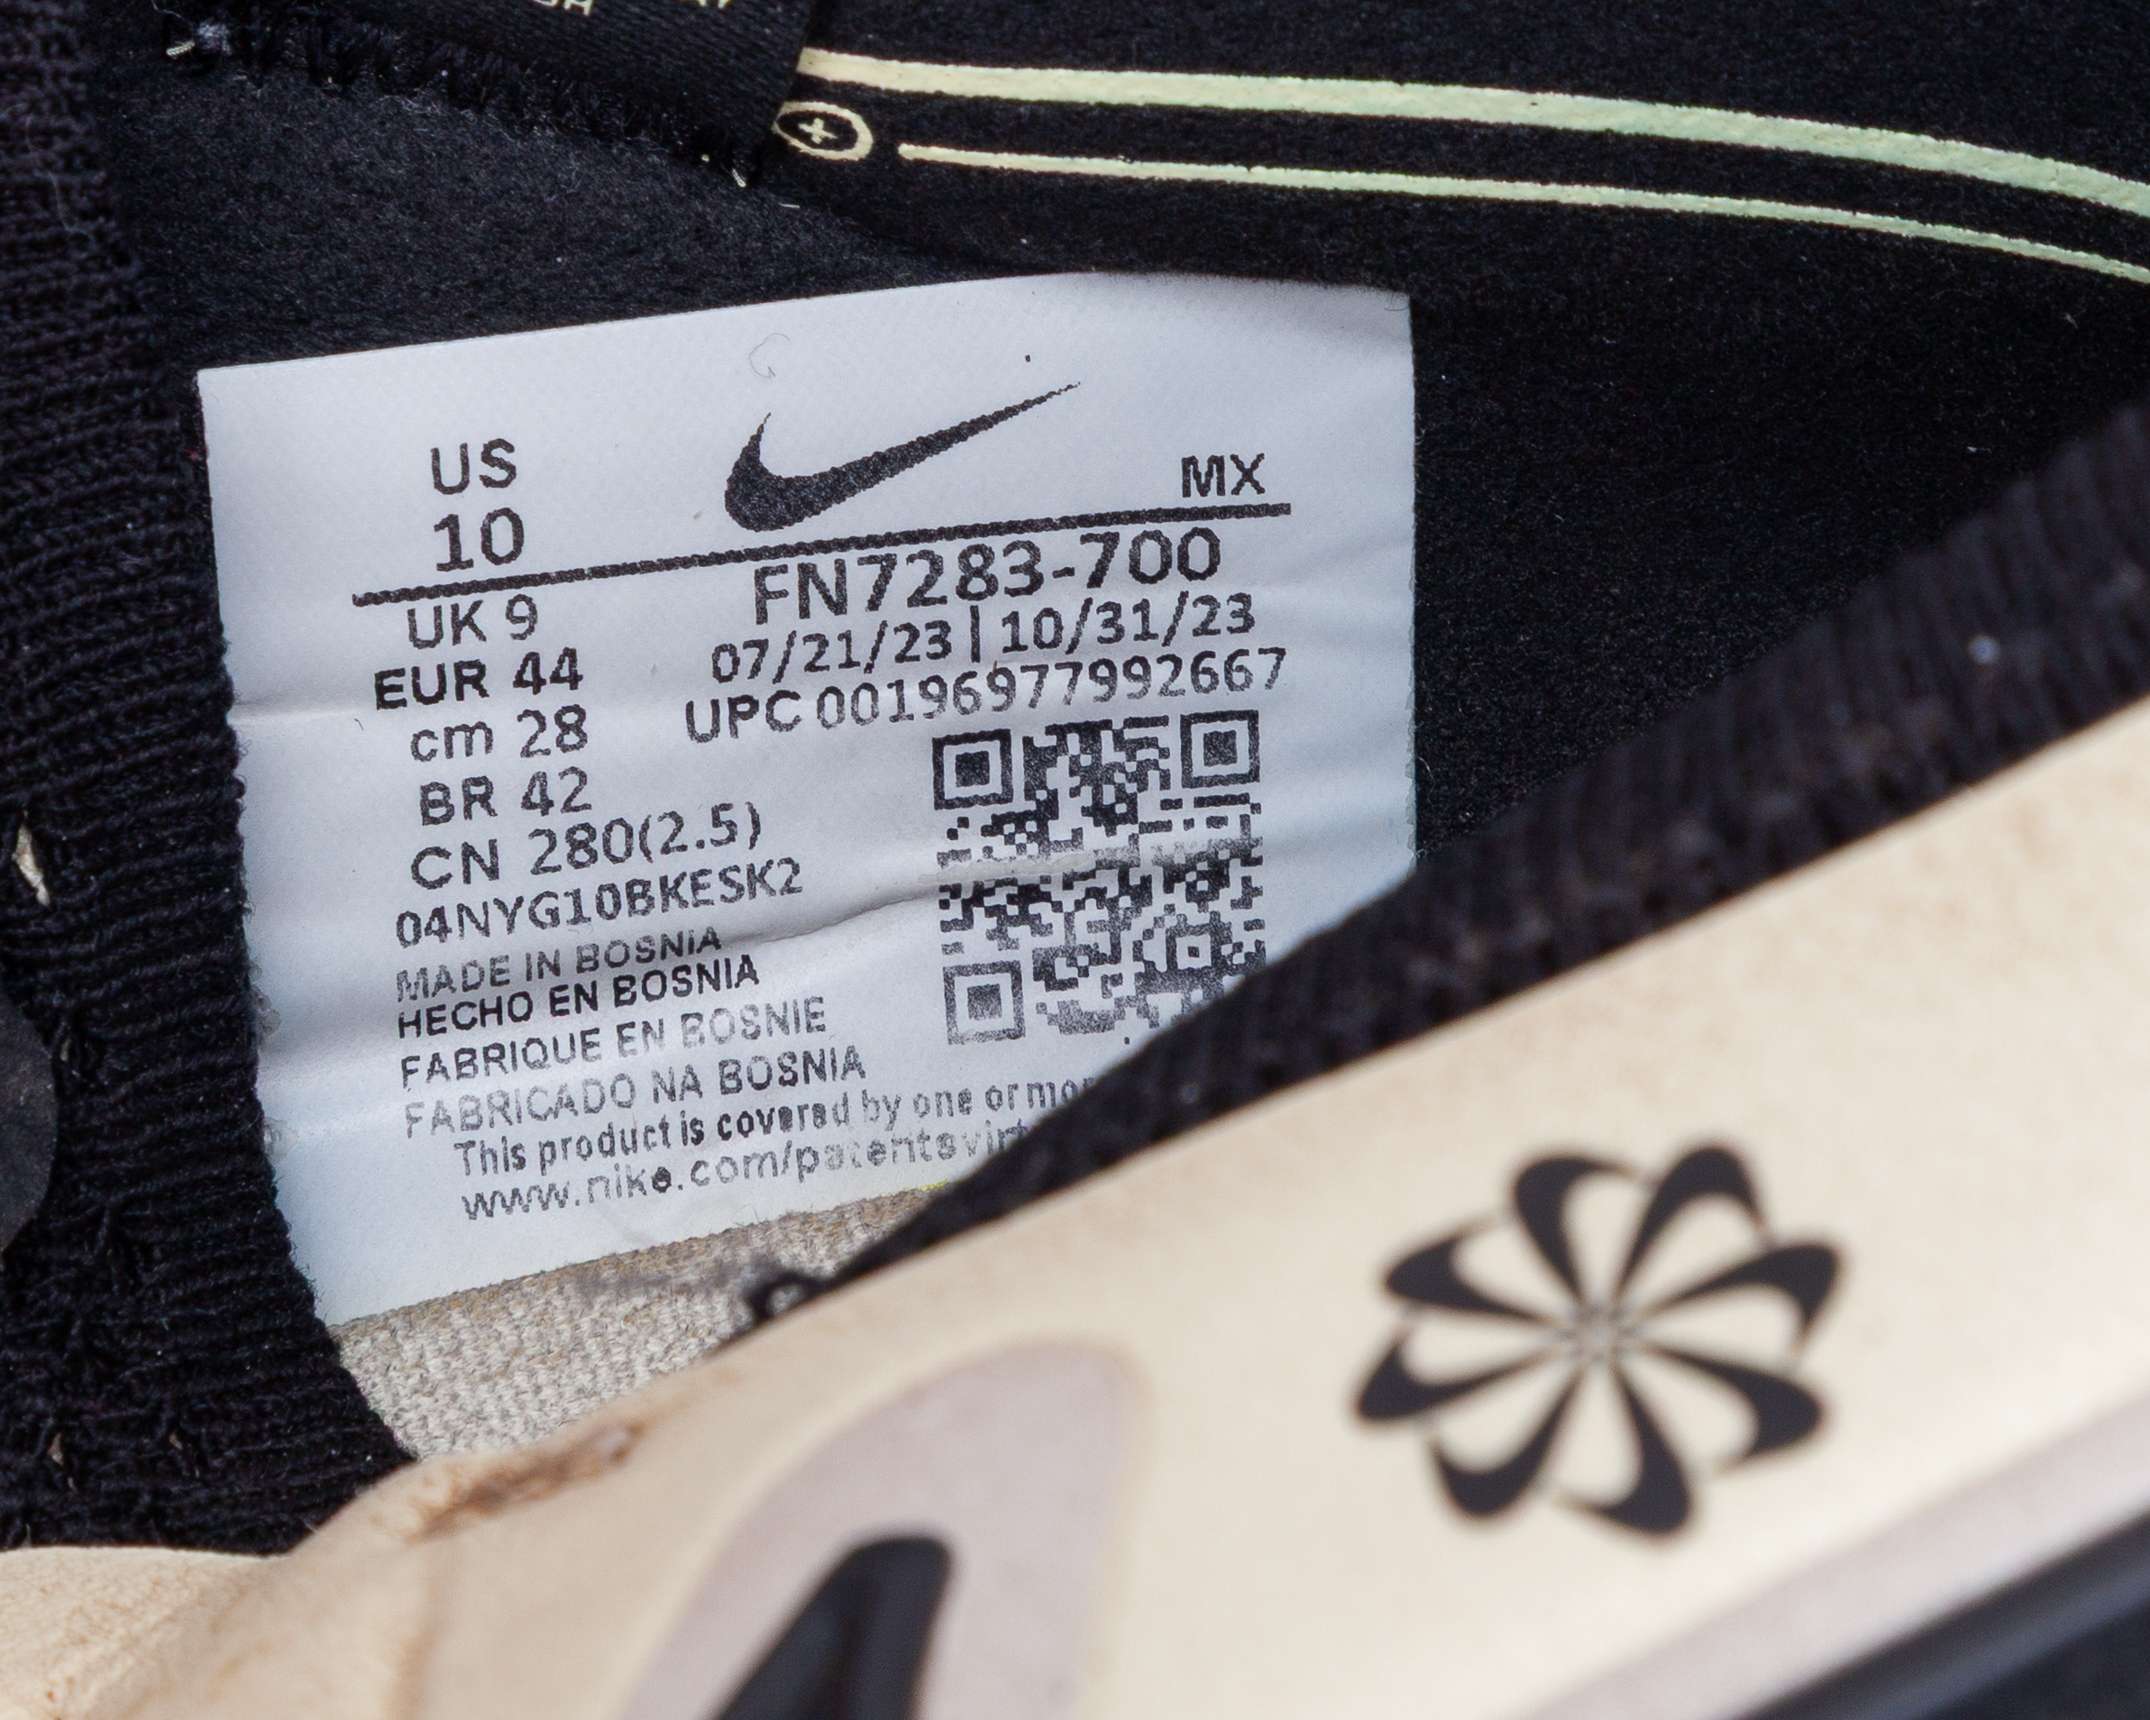 US
MX
10
FN7283-700
UK 9
07/21/23 | 10/31/23
EUR 44
UPC 00196977992667
cm 28
BR 42
CN 280(2.5)
04NYG10BKESK2
MADE IN BOSNIA
HECHO EN BOSNIA
FABRIQUE EN BOSNIE
FABRICADO NA BOSNIA
This product is covered by one or mor
www.nike.com/patentsvirt